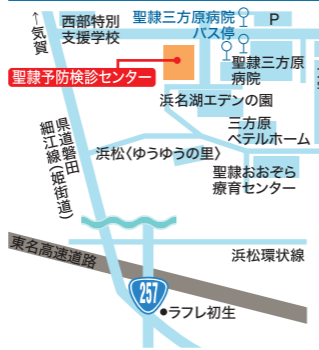 ↑気賀
西部特別
支援学校
聖隷三方原病院
バス停
P
聖隷予防検診センター
聖隷三方原
病院
浜名湖エデンの園
三方原
ベテルホーム
浜松〈ゆうゆうの里〉
聖隷おおぞら
療育センター
県道磐田
細江線(姫街道)
東名高速道路
浜松環状線
257
ラフレ初生